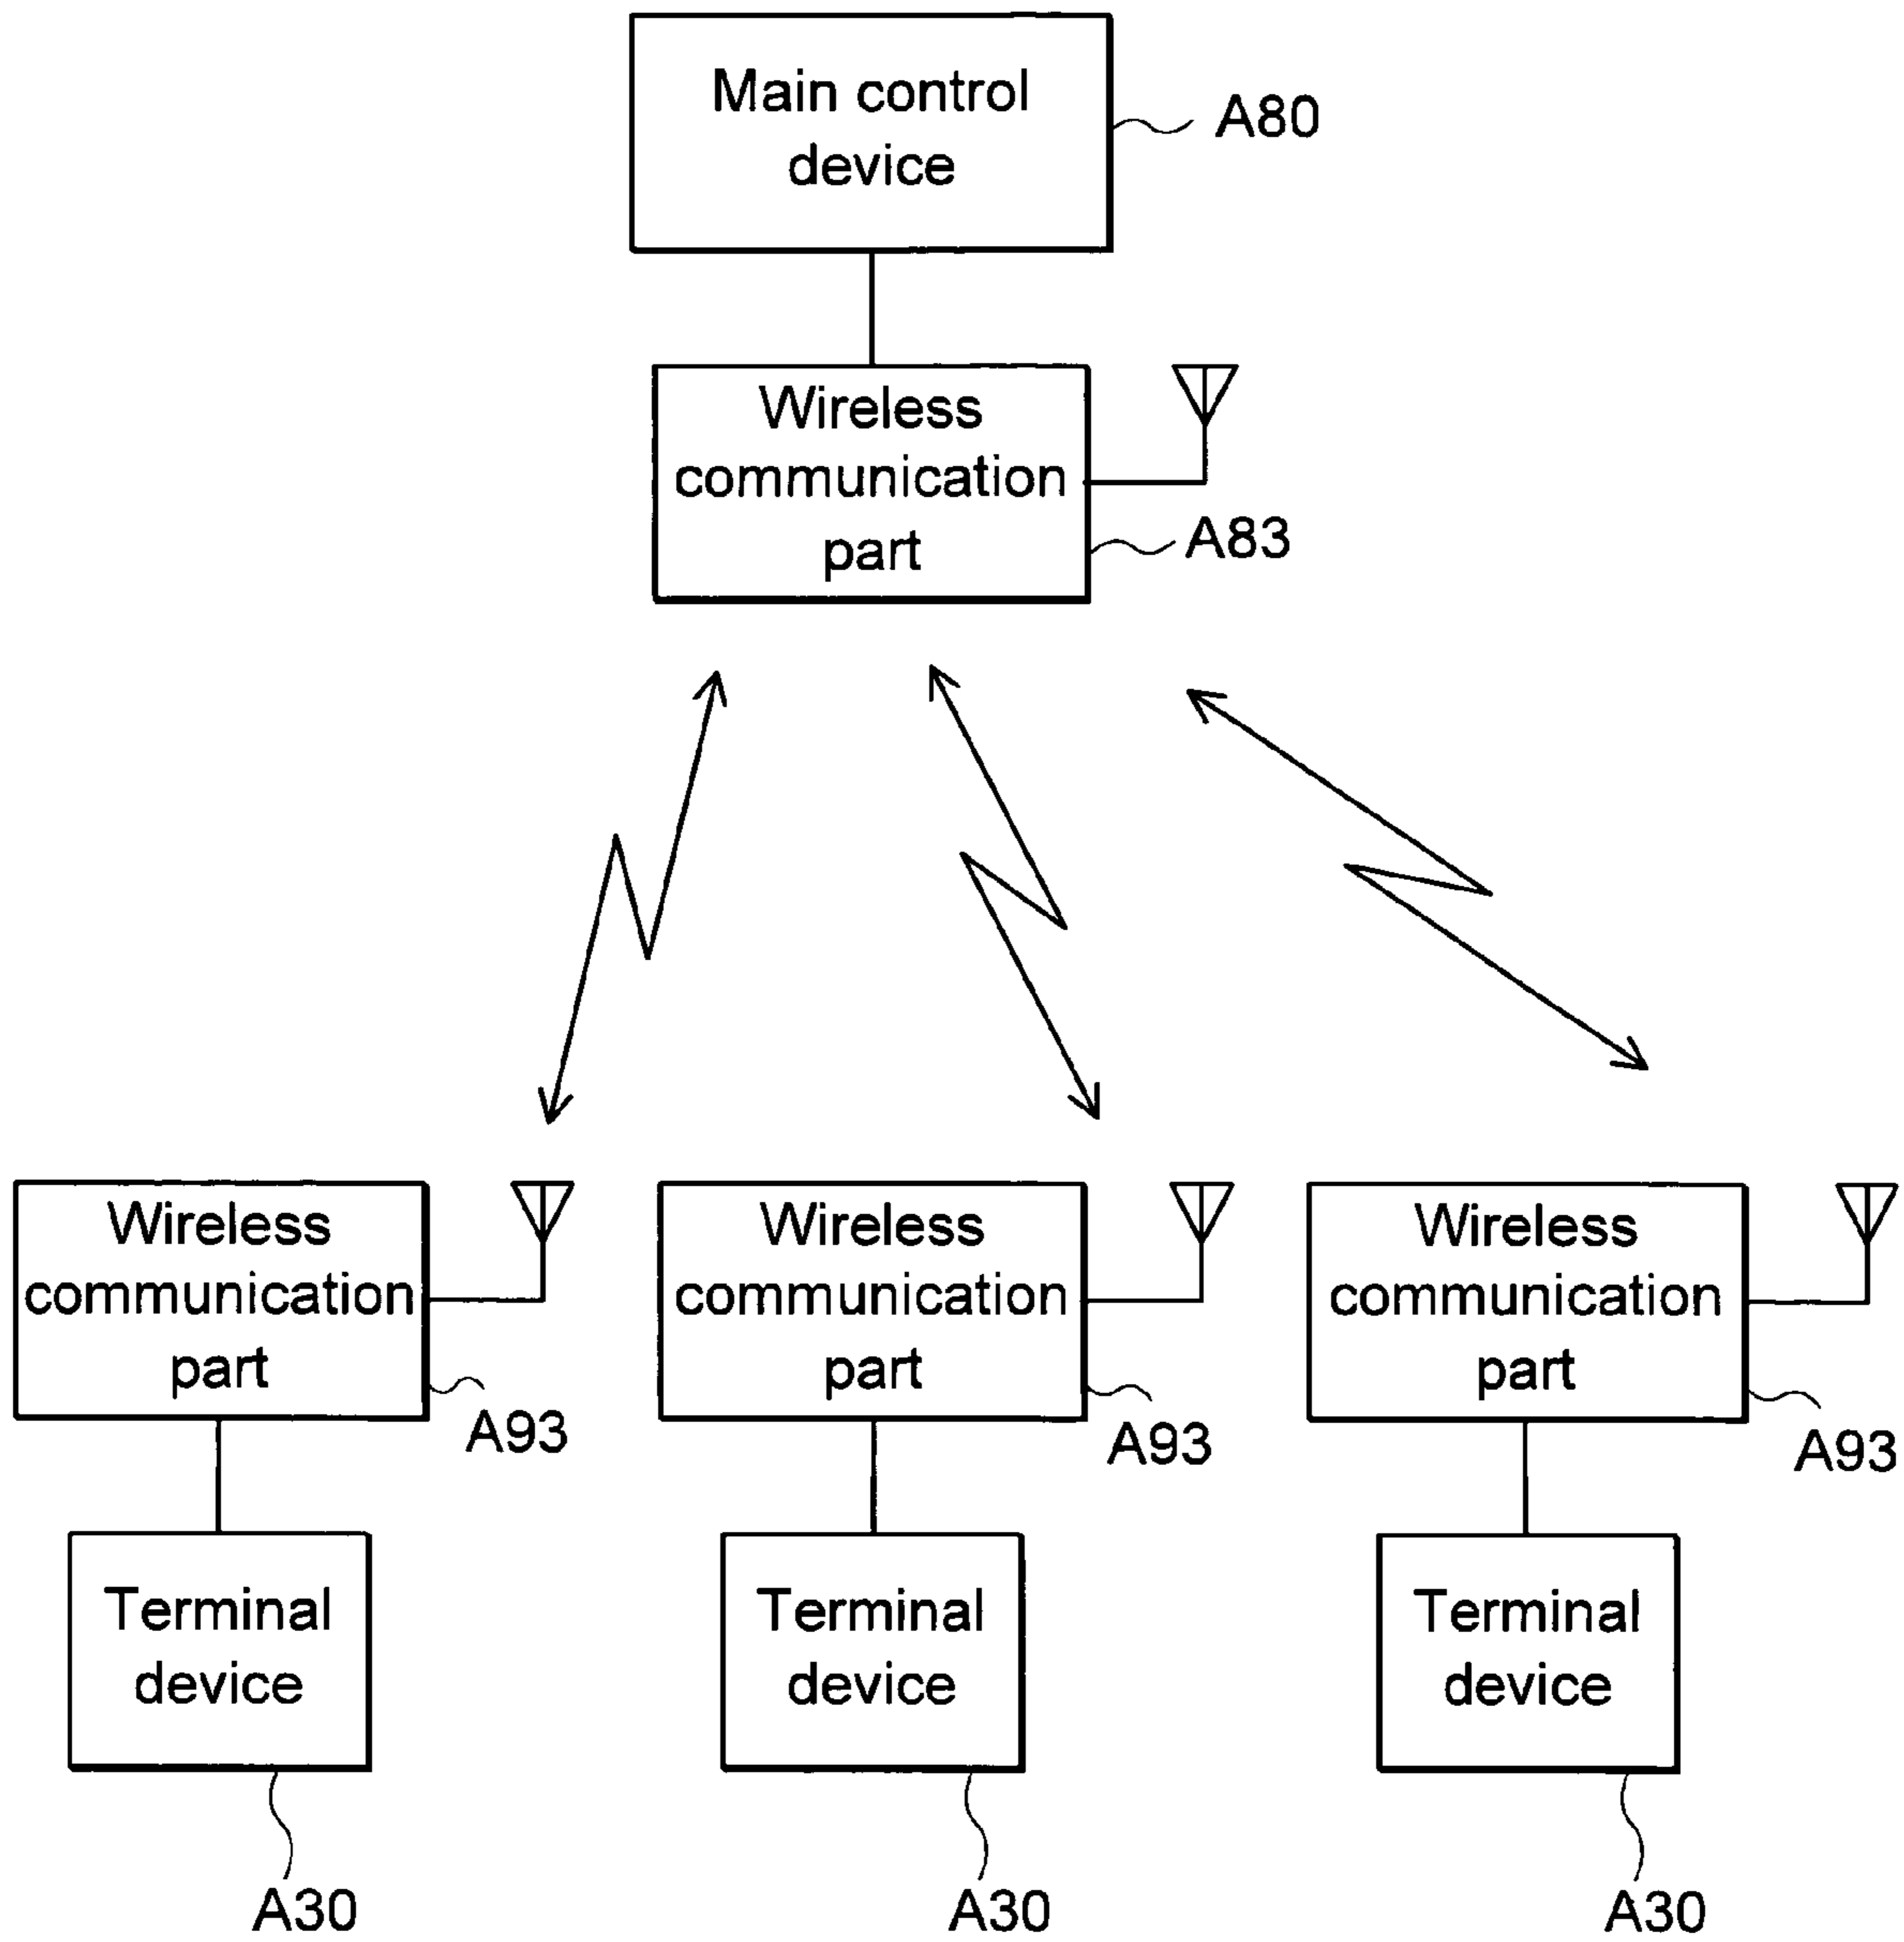 Main control
device
A80
Wireless
communication
part
A83
Wireless
communication
part
A93
Wireless
communication
part
A93
Wireless
communication
part
A93
Terminal
device
A30
Terminal
device
A30
Terminal
device
A30